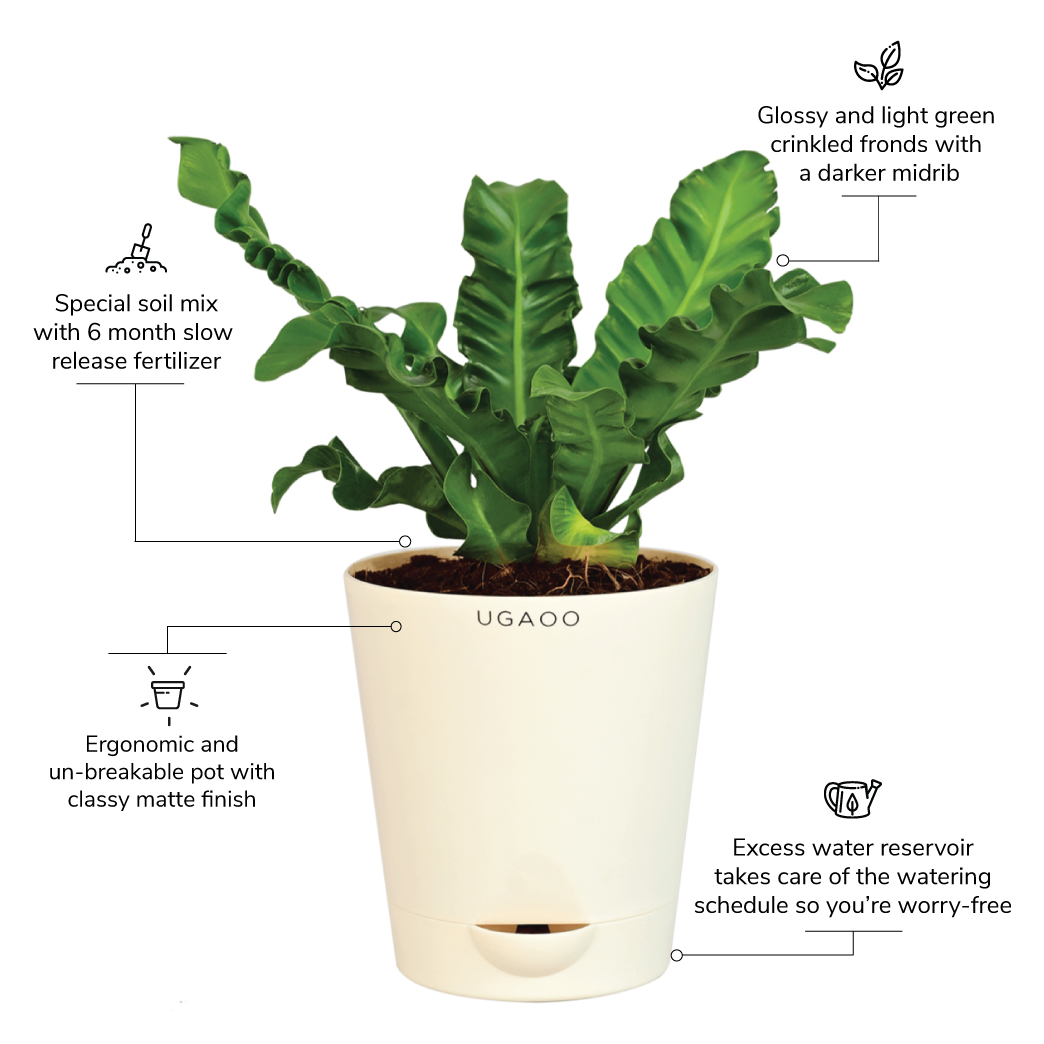 Glossy and light green
crinkled fronds with
a darker midrib
Special soil mix
with 6 month slow
release fertilizer
UGAOO
Ergonomic and
un-breakable pot with
classy matte finish
Excess water reservoir
takes care of the watering
schedule so you're worry-free